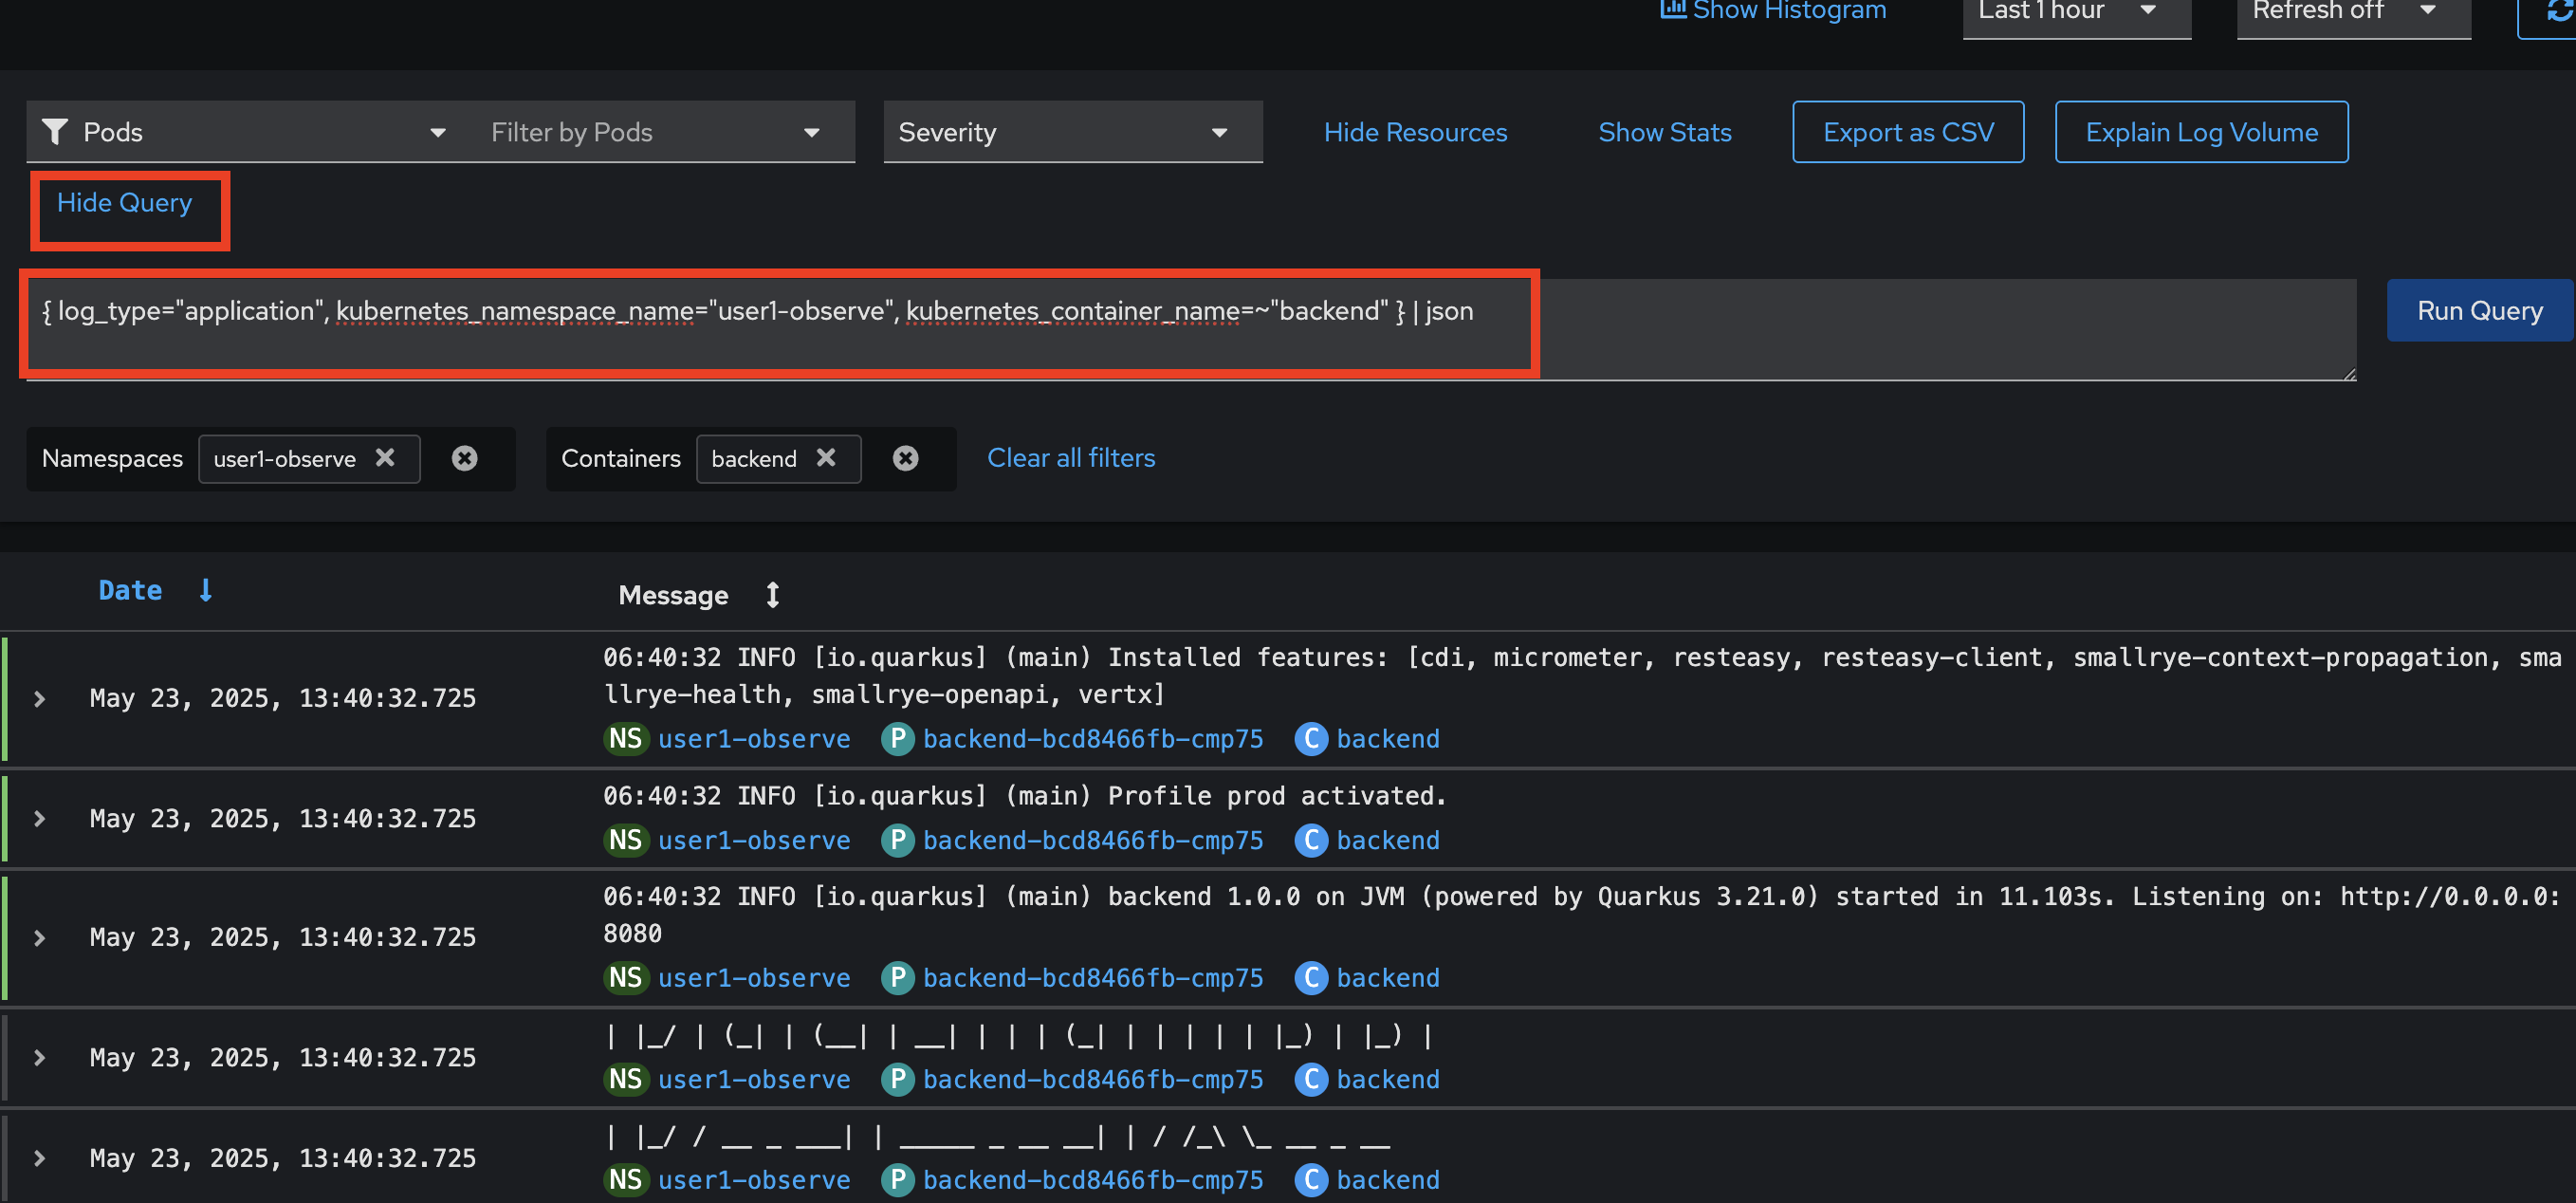 Show Histogram Last 1 hour Refresh off
Pods Filter by Pods Severity Hide Resources Show Stats Export as CSV Explain Log Volume
Hide Query
{ log_type="application", kubernetes_namespace_name="user1-observe", kubernetes_container_name=~"backend" } | json
Run Query
Namespaces user1-observe Containers backend Clear all filters
Date Message
May 23, 2025, 13:40:32.725
06:40:32 INFO [io.quarkus] (main) Installed features: [cdi, micrometer, resteasy, resteasy-client, smallrye-context-propagation, sma
llrye-health, smallrye-openapi, vertx]
NS user1-observe P backend-bcd8466fb-cmp75 C backend
May 23, 2025, 13:40:32.725
06:40:32 INFO [io.quarkus] (main) Profile prod activated.
NS user1-observe P backend-bcd8466fb-cmp75 C backend
May 23, 2025, 13:40:32.725
06:40:32 INFO [io.quarkus] (main) backend 1.0.0 on JVM (powered by Quarkus 3.21.0) started in 11.103s. Listening on: http://0.0.0.0:
8080
NS user1-observe P backend-bcd8466fb-cmp75 C backend
May 23, 2025, 13:40:32.725
| |_/ | (_| | (__| | __| | | | (_| | | | | | |_) | |_) |
NS user1-observe P backend-bcd8466fb-cmp75 C backend
May 23, 2025, 13:40:32.725
| |_/ / __ _ ___| | _____ _ __ __| | / /_\ \_ __ _ __
NS user1-observe P backend-bcd8466fb-cmp75 C backend